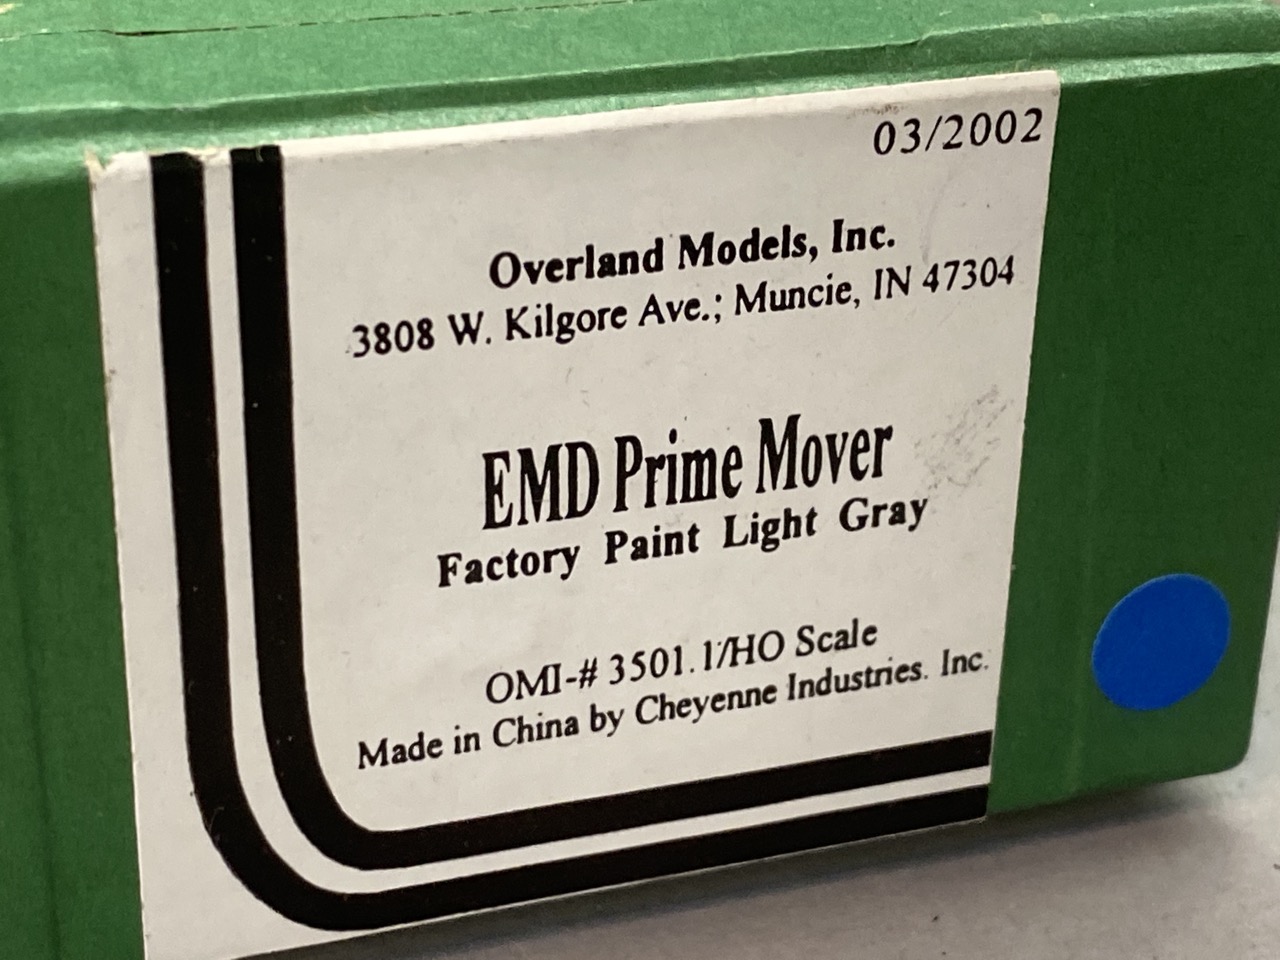 03/2002
Overland Models, Inc.
3808 W. Kilgore Ave.; Muncie, IN 47304
EMD Prime Mover
Factory Paint Light Gray
OMI-# 3501.1/HO Scale
Made in China by Cheyenne Industries. Inc.